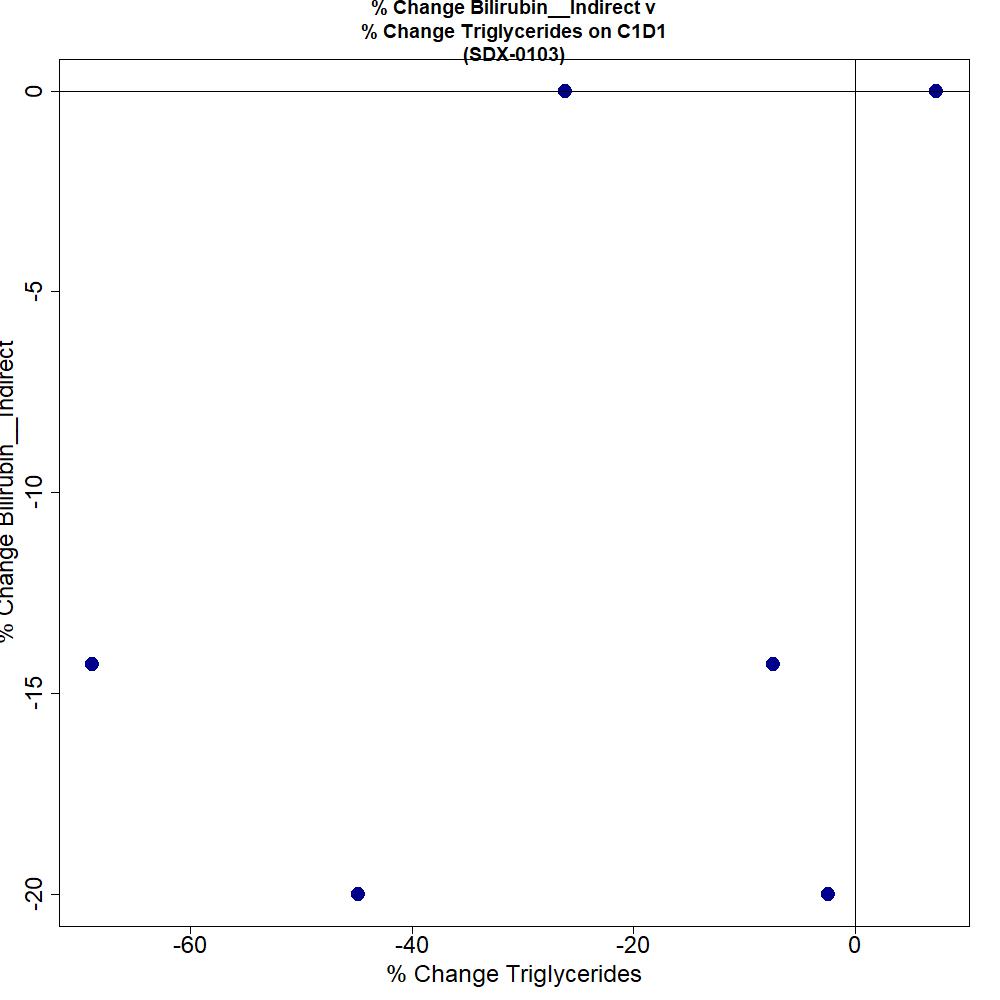 % Change Bilirubin__Indirect v
% Change Triglycerides on C1D1
(SDX-0103)
0
-5
-10
-15
-20
% Change Bilirubin__Indirect
-60
-40
-20
0
% Change Triglycerides